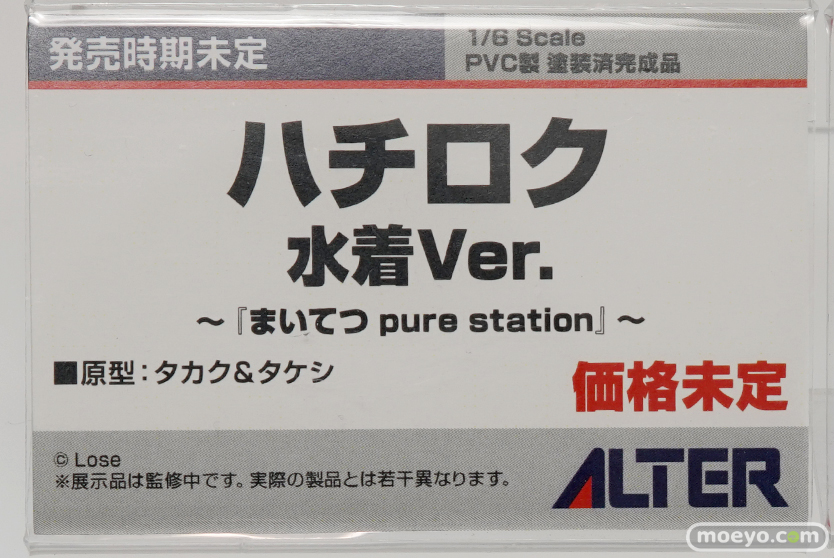 発売時期未定
1/6 Scale
PVC製 塗装済完成品
ハチロク
水着Ver.
～『まいてつ pure station』～
■原型：タカク&タケシ
価格未定
© Lose
※展示品は監修中です。実際の製品とは若干異なります。
ALTER
moeyo.com